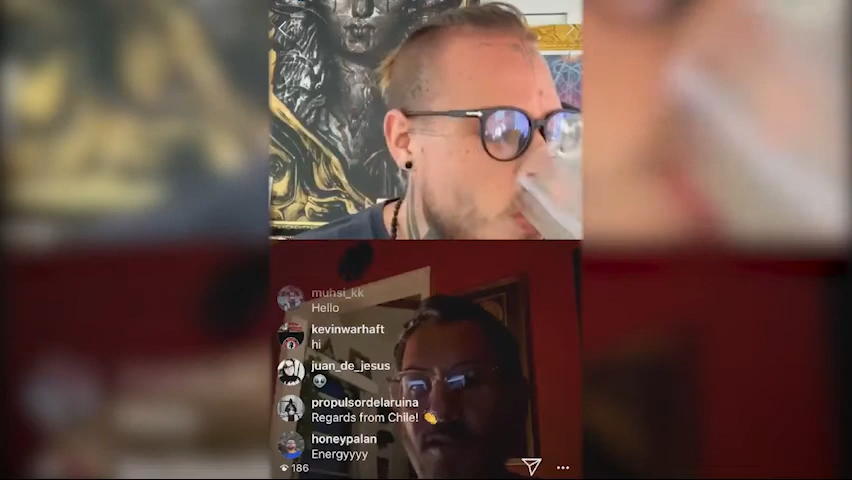 muhsi_kk
Hello
kevinwarhaft
hi
juan_de_jesus
👽
propulsordelaruina
Regards from Chile! 👏
honeypalan
Energyyyy
186